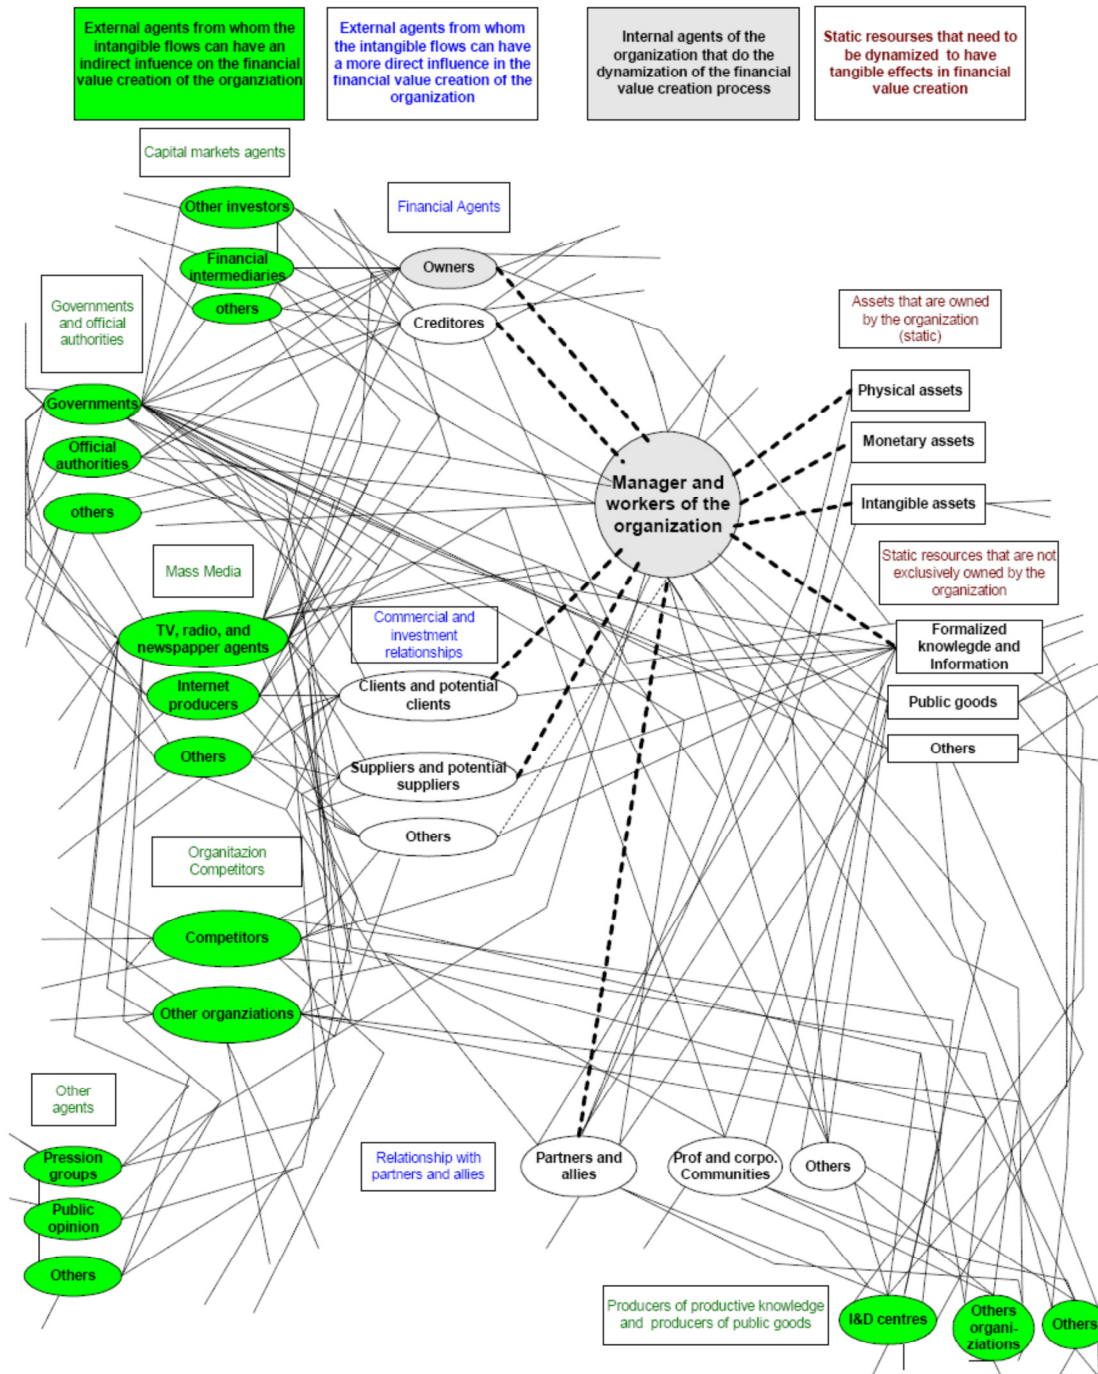 External agents from whom the
intangible flows can have an
indirect infuence on the financial
value creation of the organziation
External agents from whom
the intangible flows can have
a more direct influence in the
financial value creation of the
organization
Internal agents of the
organization that do the
dynamization of the financial
value creation process
Static resourses that need to
be dynamized to have
tangible effects in financial
value creation
Capital markets agents
Other investors
Financial Agents
Financial
intermediaries
Owners
others
Creditores
Governments
and official
authorities
Assets that are owned
by the organization
(static)
Governments
Physical assets
Official
authorities
Monetary assets
others
Manager and
workers of the
organization
Intangible assets
Mass Media
Static resources that are not
exclusively owned by the
organization
TV, radio, and
newspapper agents
Commercial and
investment
relationships
Formalized
knowlegde and
Information
Internet
producers
Clients and potential
clients
Public goods
Others
Others
Suppliers and potential
suppliers
Others
Organitazion
Competitors
Competitors
Other organziations
Other
agents
Pression
groups
Relationship with
partners and allies
Partners and
allies
Prof and corpo.
Communities
Others
Public
opinion
Others
Producers of productive knowledge
and producers of public goods
I&D centres
Others
organi-
ziations
Others